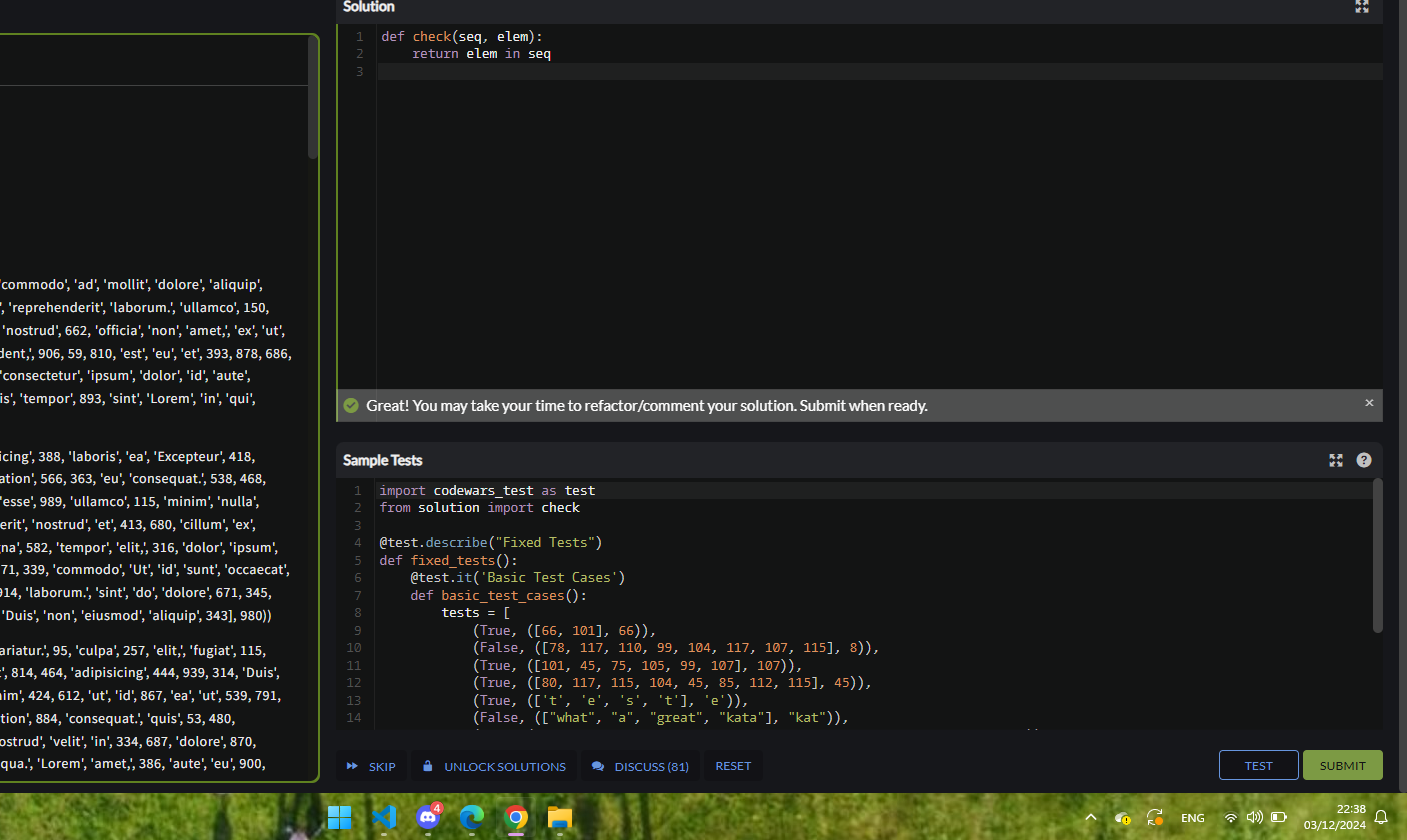 Solution
1 def check(seq, elem):
2 return elem in seq
3
'commodo', 'ad', 'mollit', 'dolore', 'aliquip',
', 'reprehenderit', 'laborum.', 'ullamco', 150,
'nostrud', 662, 'officia', 'non', 'amet,', 'ex', 'ut',
dent,', 906, 59, 810, 'est', 'eu', 'et', 393, 878, 686,
'consectetur', 'ipsum', 'dolor', 'id', 'aute',
is', 'tempor', 893, 'sint', 'Lorem', 'in', 'qui',
icing', 388, 'laboris', 'ea', 'Excepteur', 418,
ation', 566, 363, 'eu', 'consequat.', 538, 468,
'esse', 989, 'ullamco', 115, 'minim', 'nulla',
erit', 'nostrud', 'et', 413, 680, 'cillum', 'ex',
na', 582, 'tempor', 'elit,', 316, 'dolor', 'ipsum',
71, 339, 'commodo', 'Ut', 'id', 'sunt', 'occaecat',
914, 'laborum.', 'sint', 'do', 'dolore', 671, 345,
'Duis', 'non', 'eiusmod', 'aliquip', 343], 980))
ariatur.', 95, 'culpa', 257, 'elit,', 'fugiat', 115,
', 814, 464, 'adipisicing', 444, 939, 314, 'Duis',
im', 424, 612, 'ut', 'id', 867, 'ea', 'ut', 539, 791,
tion', 884, 'consequat.', 'quis', 53, 480,
ostrud', 'velit', 'in', 334, 687, 'dolore', 870,
qua.', 'Lorem', 'amet,', 386, 'aute', 'eu', 900,
Great! You may take your time to refactor/comment your solution. Submit when ready.
Sample Tests
1 import codewars_test as test
2 from solution import check
3
4 @test.describe("Fixed Tests")
5 def fixed_tests():
6 @test.it('Basic Test Cases')
7 def basic_test_cases():
8 tests = [
9 (True, ([66, 101], 66)),
10 (False, ([78, 117, 110, 99, 104, 117, 107, 115], 8)),
11 (True, ([101, 45, 75, 105, 99, 107], 107)),
12 (True, ([80, 117, 115, 104, 45, 85, 112, 115], 45)),
13 (True, (['t', 'e', 's', 't'], 'e')),
14 (False, (["what", "a", "great", "kata"], "kat")),
SKIP
UNLOCK SOLUTIONS
DISCUSS (81)
RESET
TEST
SUBMIT
4
ENG
22:38
03/12/2024